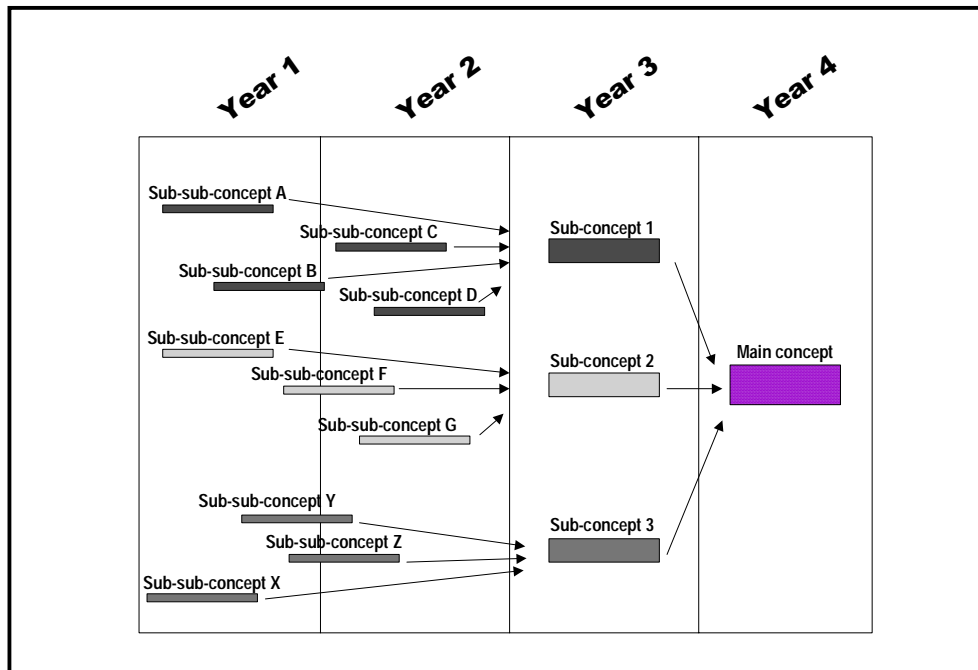 Year 1
Year 2
Year 3
Year 4
Sub-sub-concept A
Sub-sub-concept C
Sub-concept 1
Sub-sub-concept B
Sub-sub-concept D
Sub-sub-concept E
Sub-concept 2
Main concept
Sub-sub-concept F
Sub-sub-concept G
Sub-sub-concept Y
Sub-concept 3
Sub-sub-concept Z
Sub-sub-concept X